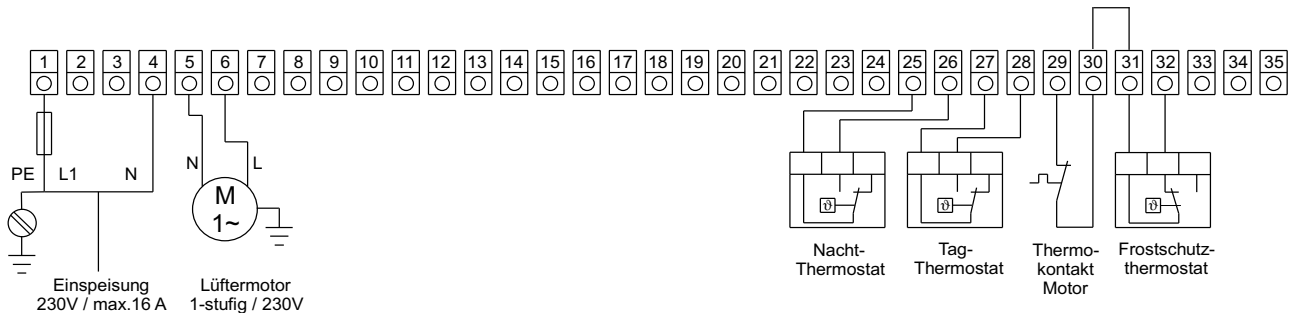 1 2 3 4 5 6 7 8 9 10 11 12 13 14 15 16 17 18 19 20 21 22 23 24 25 26 27 28 29 30 31 32 33 34 35
PE L1 N N L
M
1~
ϑ ϑ ϑ
Einspeisung
230V / max.16 A
Lüftermotor
1-stufig / 230V
Nacht-
Thermostat
Tag-
Thermostat
Thermo-
kontakt
Motor
Frostschutz-
thermostat